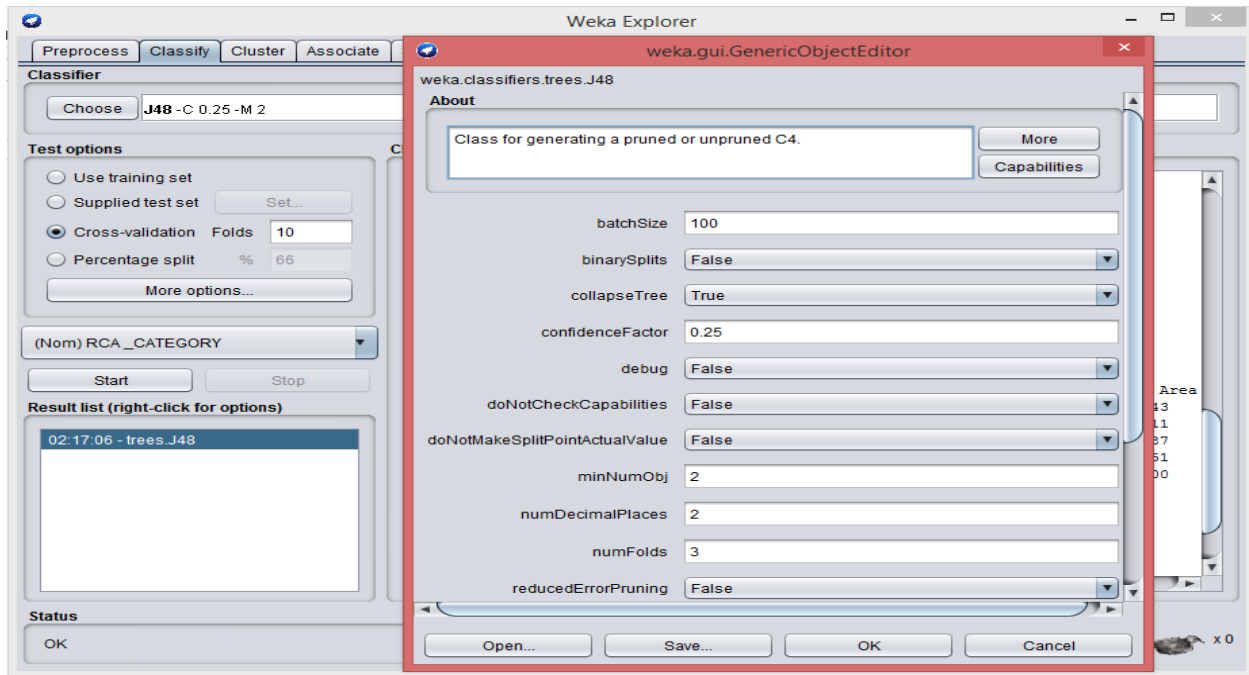 Weka Explorer
Preprocess Classify Cluster Associate
Classifier
Choose J48 -C 0.25 -M 2
Test options
Use training set
Supplied test set Set...
Cross-validation Folds 10
Percentage split % 66
More options...
(Nom) RCA_CATEGORY
Start Stop
Result list (right-click for options)
02:17:06 - trees.J48
Status
OK
weka.gui.GenericObjectEditor
weka.classifiers.trees.J48
About
Class for generating a pruned or unpruned C4.
More
Capabilities
batchSize 100
binarySplits False
collapseTree True
confidenceFactor 0.25
debug False
doNotCheckCapabilities False
doNotMakeSplitPointActualValue False
minNumObj 2
numDecimalPlaces 2
numFolds 3
reducedErrorPruning False
Open... Save... OK Cancel
Area
x 0